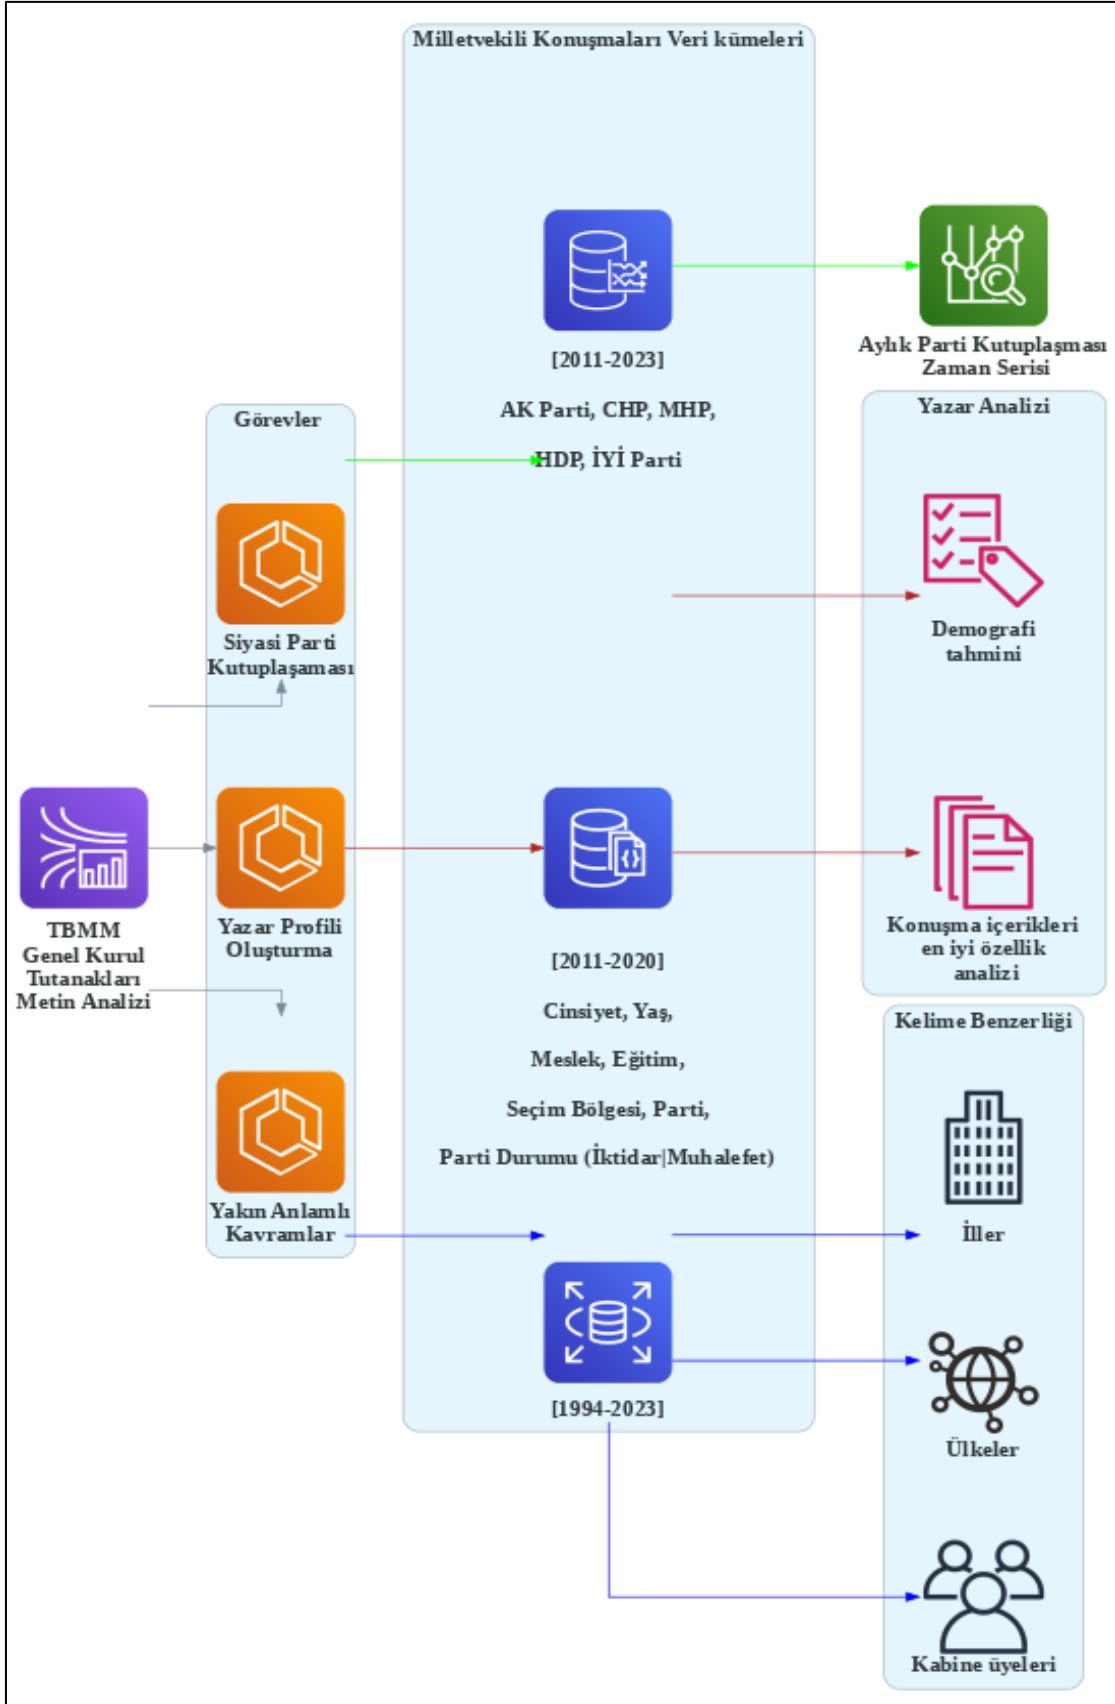 Milletvekili Konuşmaları Veri kümeleri
[2011-2023]
AK Parti, CHP, MHP,
HDP, İYİ Parti
Aylık Parti Kutuplaşması
Zaman Serisi
Görevler
Siyasi Parti
Kutuplaşaması
Yazar Analizi
Demografi
tahmini
TBMM
Genel Kurul
Tutanakları
Metin Analizi
Yazar Profili
Oluşturma
[2011-2020]
Cinsiyet, Yaş,
Meslek, Eğitim,
Seçim Bölgesi, Parti,
Parti Durumu (İktidar|Muhalefet)
Konuşma içerikleri
en iyi özellik
analizi
Yakın Anlamlı
Kavramlar
[1994-2023]
Kelime Benzerliği
İller
Ülkeler
Kabine üyeleri